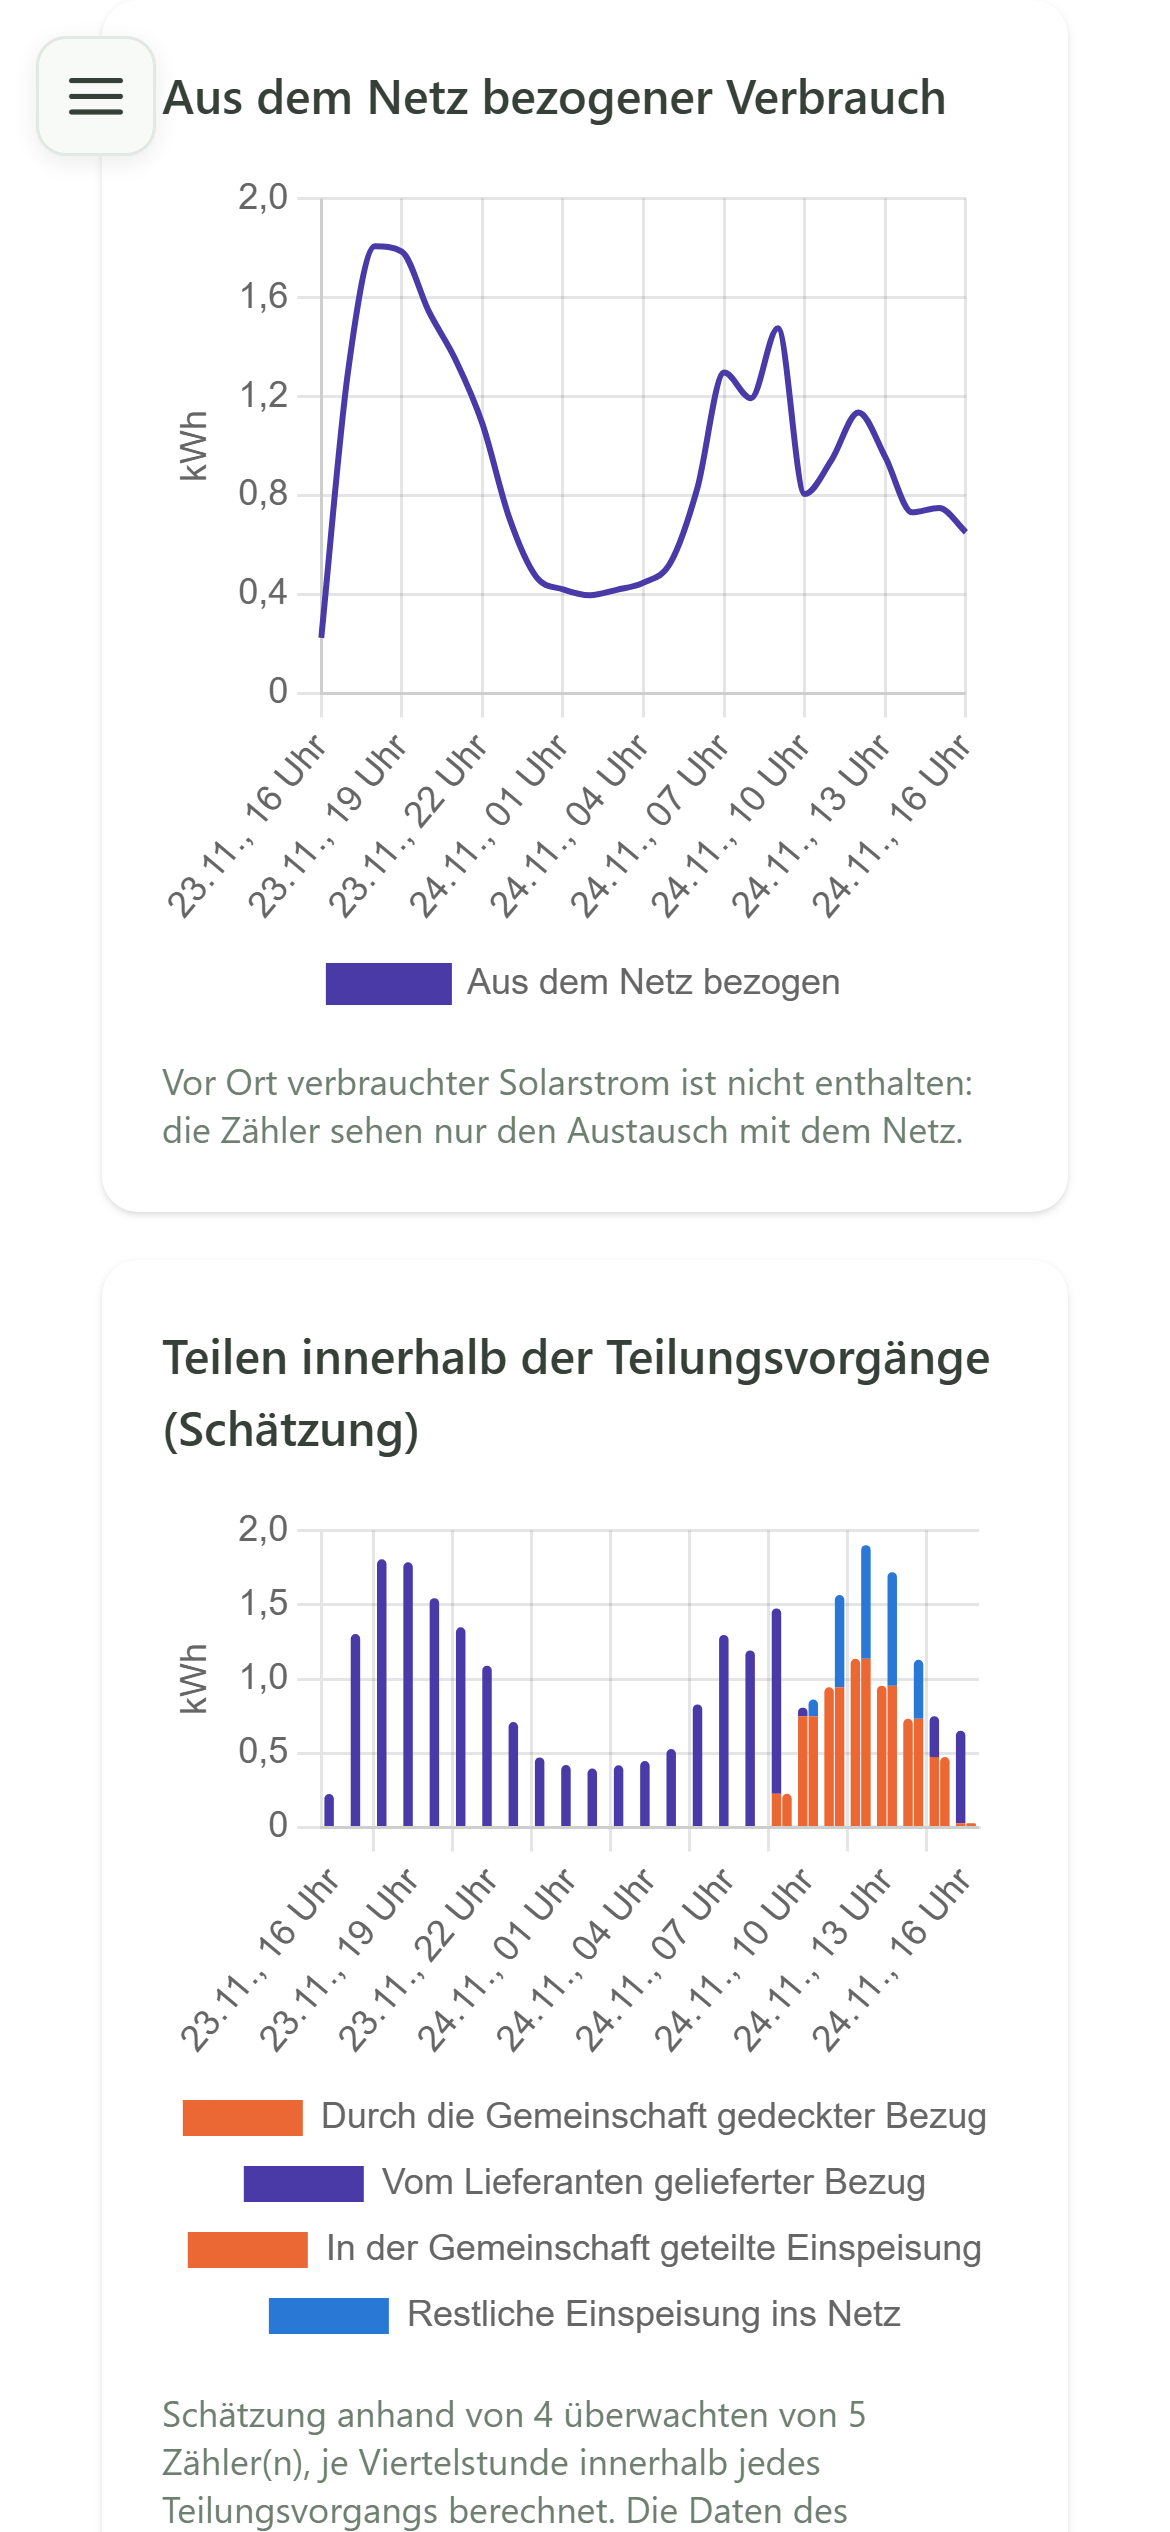 Aus dem Netz bezogener Verbrauch
2,0
1,6
1,2
0,8
0,4
0
kWh
23.11., 16 Uhr
23.11., 19 Uhr
23.11., 22 Uhr
24.11., 01 Uhr
24.11., 04 Uhr
24.11., 07 Uhr
24.11., 10 Uhr
24.11., 13 Uhr
24.11., 16 Uhr
Aus dem Netz bezogen
Vor Ort verbrauchter Solarstrom ist nicht enthalten:
die Zähler sehen nur den Austausch mit dem Netz.
Teilen innerhalb der Teilungsvorgänge
(Schätzung)
2,0
1,5
1,0
0,5
0
kWh
23.11., 16 Uhr
23.11., 19 Uhr
23.11., 22 Uhr
24.11., 01 Uhr
24.11., 04 Uhr
24.11., 07 Uhr
24.11., 10 Uhr
24.11., 13 Uhr
24.11., 16 Uhr
Durch die Gemeinschaft gedeckter Bezug
Vom Lieferanten gelieferter Bezug
In der Gemeinschaft geteilte Einspeisung
Restliche Einspeisung ins Netz
Schätzung anhand von 4 überwachten von 5
Zähler(n), je Viertelstunde innerhalb jedes
Teilungsvorgangs berechnet. Die Daten des